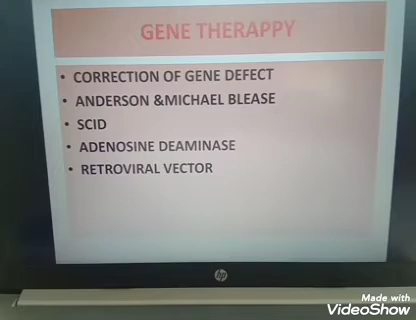 GENE THERAPPY
• CORRECTION OF GENE DEFECT
• ANDERSON &MICHAEL BLEASE
• SCID
• ADENOSINE DEAMINASE
• RETROVIRAL VECTOR
hp
Made with
VideoShow